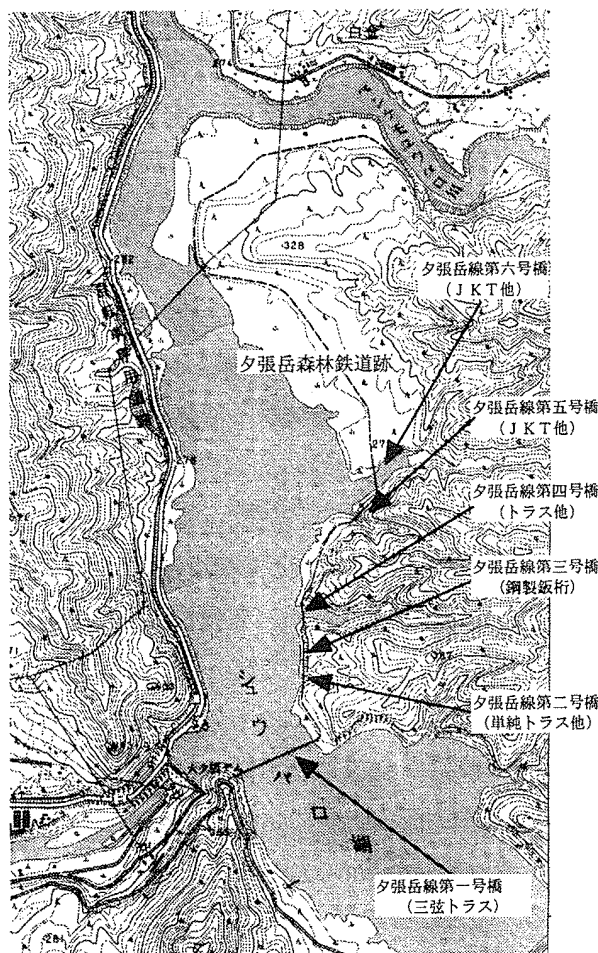 白金
328
282
夕張岳線第六号橋
(JKT他)
夕張岳森林鉄道跡
夕張岳線第五号橋
(JKT他)
夕張岳線第四号橋
(トラス他)
夕張岳線第三号橋
(鋼製鈑桁)
夕張岳線第二号橋
(単純トラス他)
シュウパロ湖
大夕張ダム
夕張岳線第一号橋
(三弦トラス)
281